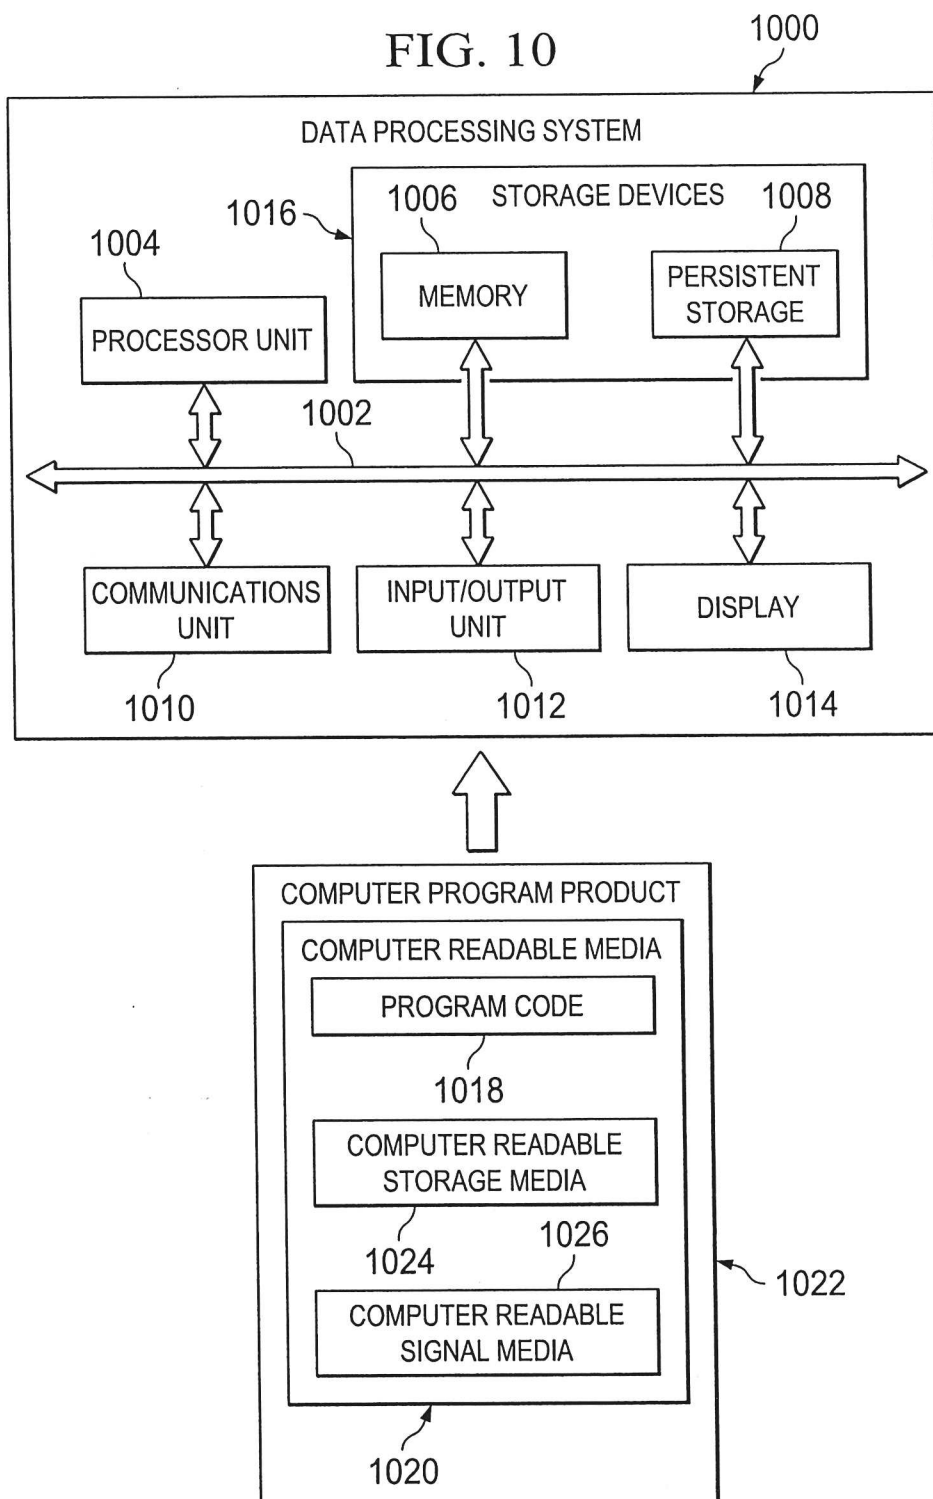 FIG. 10
1000
DATA PROCESSING SYSTEM
1016
1006
STORAGE DEVICES
1008
1004
MEMORY
PERSISTENT
STORAGE
PROCESSOR UNIT
1002
COMMUNICATIONS
UNIT
INPUT/OUTPUT
UNIT
DISPLAY
1010
1012
1014
COMPUTER PROGRAM PRODUCT
COMPUTER READABLE MEDIA
PROGRAM CODE
1018
COMPUTER READABLE
STORAGE MEDIA
1024
1026
1022
COMPUTER READABLE
SIGNAL MEDIA
1020